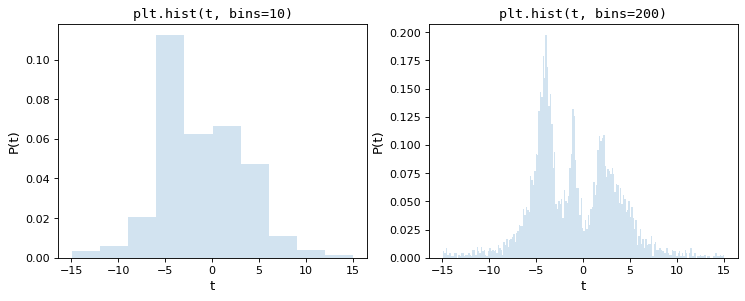 plt.hist(t, bins=10)
P(t)
0.10
0.08
0.06
0.04
0.02
0.00
−15 −10 −5 0 5 10 15
t
plt.hist(t, bins=200)
P(t)
0.200
0.175
0.150
0.125
0.100
0.075
0.050
0.025
0.000
−15 −10 −5 0 5 10 15
t